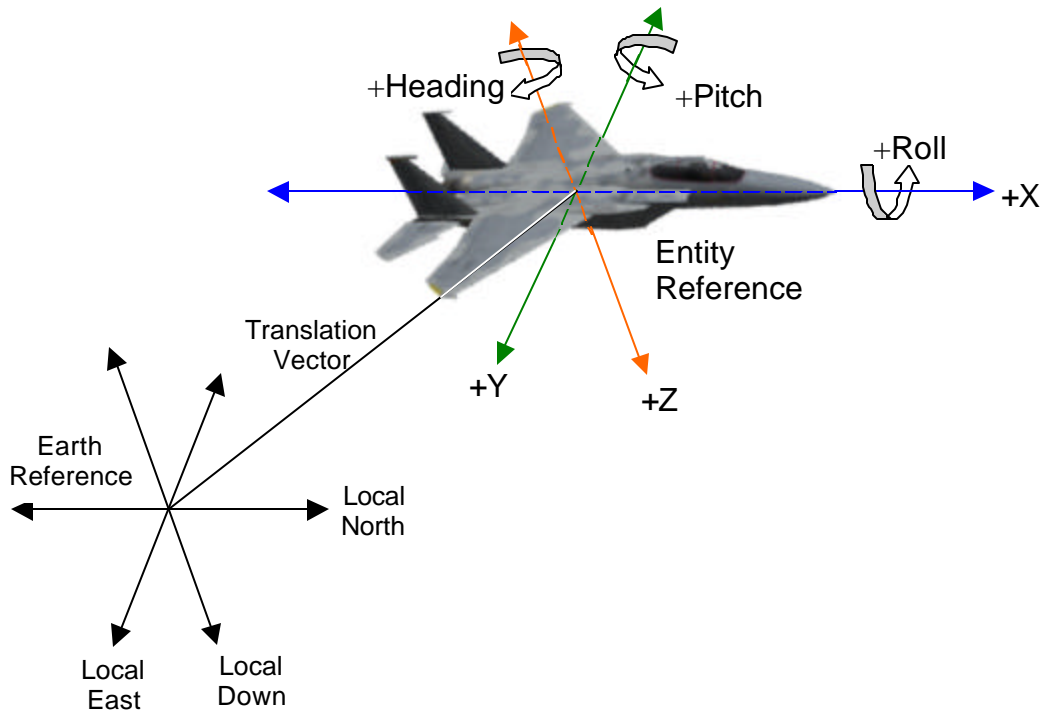 +Heading
+Pitch
+Roll
+X
Entity
Reference
Translation
Vector
+Y
+Z
Earth
Reference
Local
North
Local
East
Local
Down